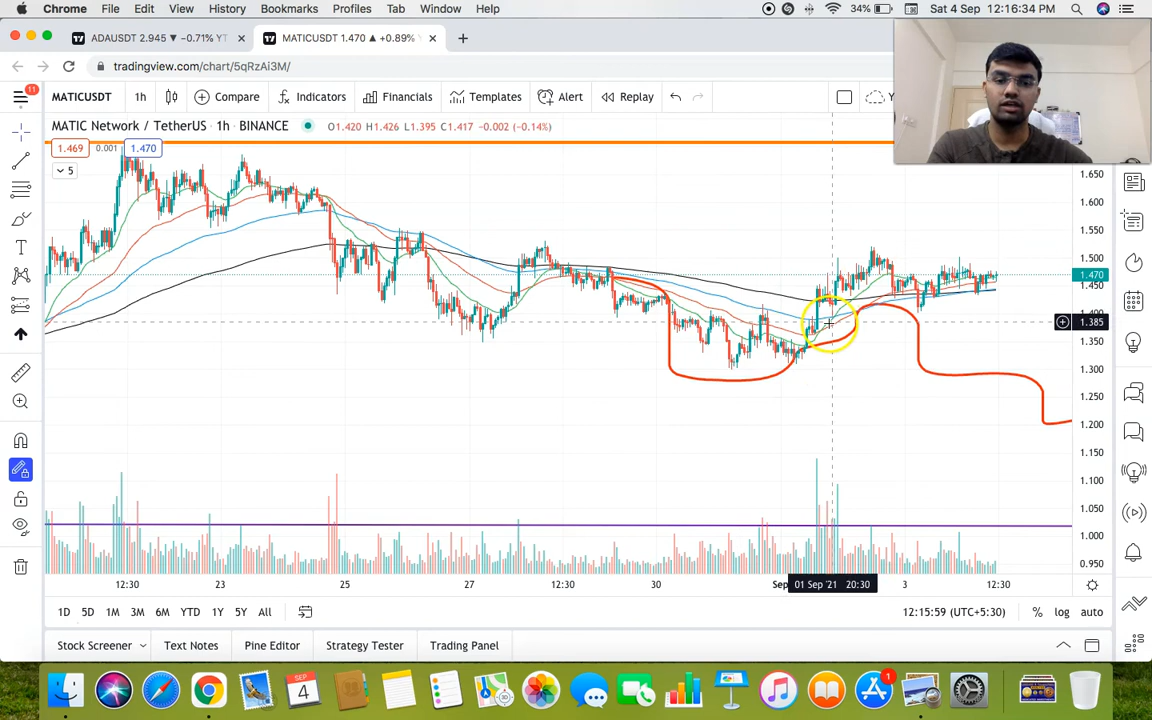 Chrome File Edit View History Bookmarks Profiles Tab Window Help 34% Sat 4 Sep 12:16:34 PM
ADAUSDT 2.945 ▼ −0.71% YT MATICUSDT 1.470 ▲ +0.89%
tradingview.com/chart/5qRzAi3M/
11 MATICUSDT 1h Compare Indicators Financials Templates Alert Replay
MATIC Network / TetherUS · 1h · BINANCE O1.420 H1.426 L1.395 C1.417 −0.002 (−0.14%)
1.469 0.001 1.470
5
1.650
1.600
1.550
1.500
1.470
1.450
1.385
1.350
1.300
1.250
1.200
1.150
1.100
1.050
1.000
0.950
12:30 23 25 27 12:30 30 01 Sep '21 20:30 3 12:30
1D 5D 1M 3M 6M YTD 1Y 5Y All 12:15:59 (UTC+5:30) % log auto
Stock Screener Text Notes Pine Editor Strategy Tester Trading Panel
SEP
4
1